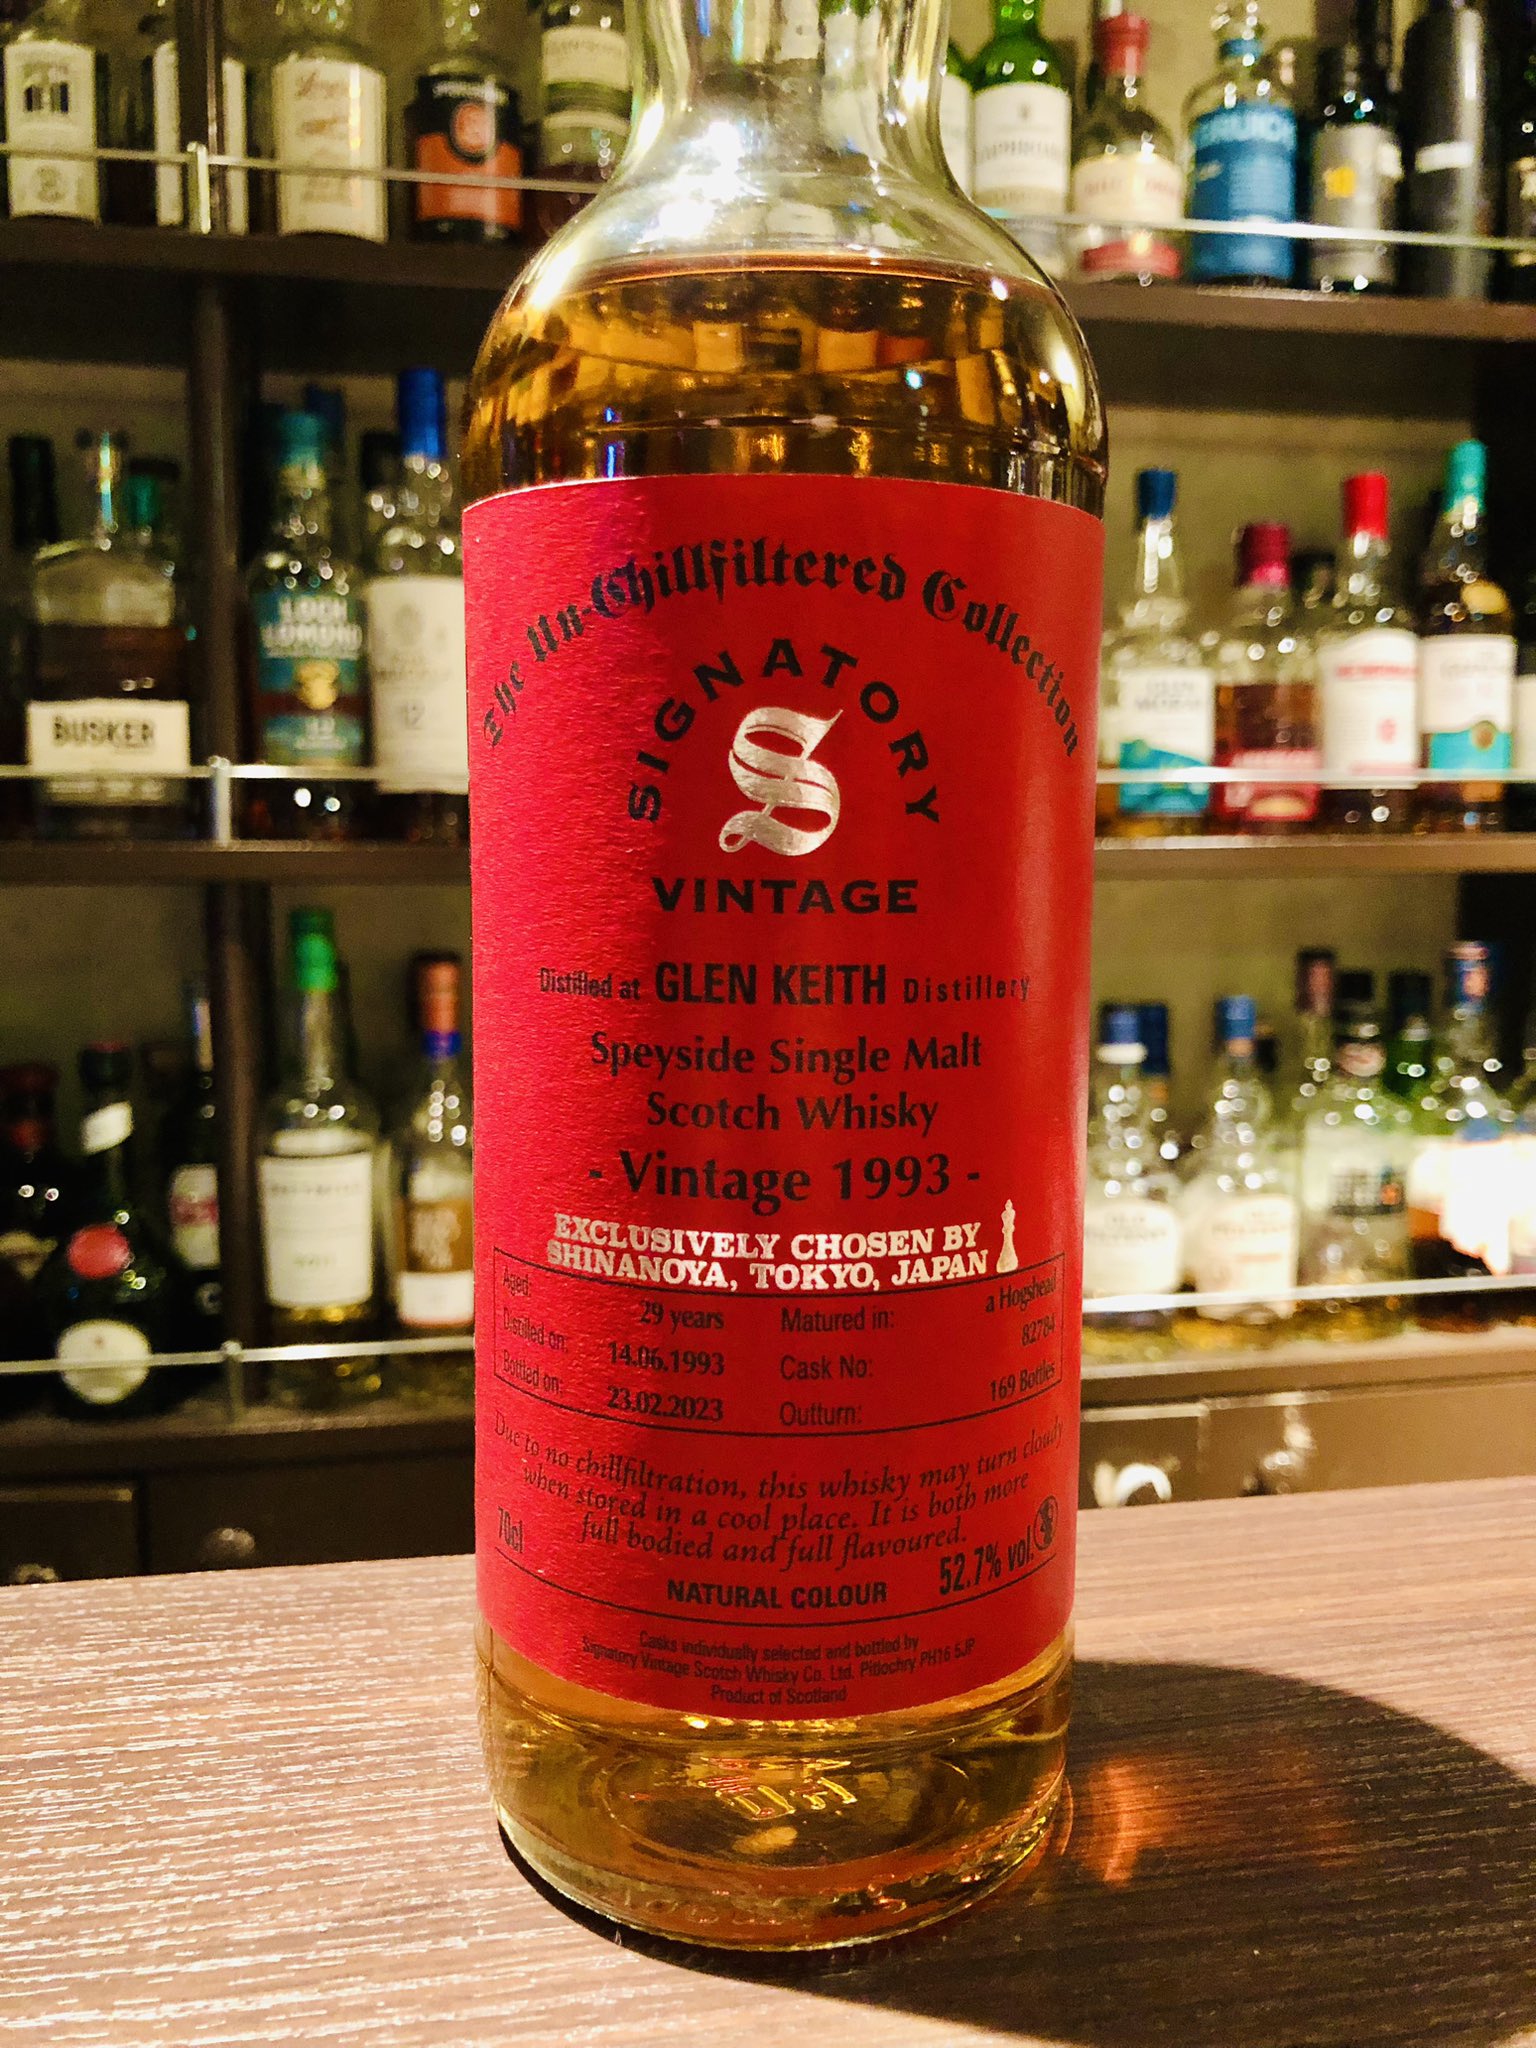 The Un-Chillfiltered Collection
SIGNATORY
S
VINTAGE
Distilled at GLEN KEITH Distillery
Speyside Single Malt
Scotch Whisky
- Vintage 1993 -
EXCLUSIVELY CHOSEN BY
SHINANOYA, TOKYO, JAPAN
Aged: 29 years Matured in: a Hogshead
Distilled on: 14.06.1993 Cask No: 82784
Bottled on: 23.02.2023 Outturn: 169 Bottles
Due to no chillfiltration, this whisky may turn cloudy
when stored in a cool place. It is both more
full bodied and full flavoured.
70cl NATURAL COLOUR 52.7% vol.
Casks individually selected and bottled by
Signatory Vintage Scotch Whisky Co. Ltd. Pitlochry PH16 5JP
Product of Scotland
BUSKER
LOCH
LOMOND
12
12